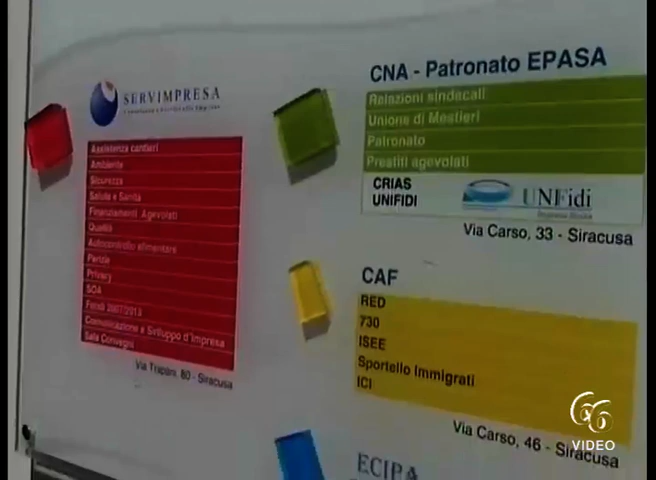 SERVIMPRESA
Assistenza cantieri
Ambiente
Sicurezza
Salute e Sanità
Finanziamenti Agevolati
Qualità
Autocontrollo alimentare
Perizie
Privacy
SOA
Fondi 2007/2013
Comunicazione e Sviluppo d'Impresa
Sala Convegni
Via Trapani, 80 - Siracusa
CNA - Patronato EPASA
Relazioni sindacali
Unione di Mestieri
Patronato
Prestiti agevolati
CRIAS
UNIFIDI
UNIFidi
Via Carso, 33 - Siracusa
CAF
RED
730
ISEE
Sportello Immigrati
ICI
Via Carso, 46 - Siracusa
ECIPA
VIDEO